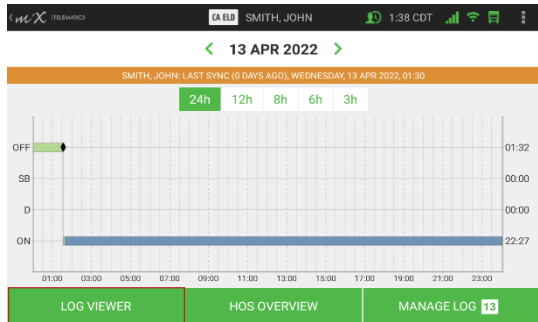 mX TELEMATICS CA ELD SMITH, JOHN 1:38 CDT
13 APR 2022
SMITH, JOHN: LAST SYNC (0 DAYS AGO), WEDNESDAY, 13 APR 2022, 01:30
24h 12h 8h 6h 3h
OFF 01:32
SB 00:00
D 00:00
ON 22:27
01:00 03:00 05:00 07:00 09:00 11:00 13:00 15:00 17:00 19:00 21:00 23:00
LOG VIEWER HOS OVERVIEW MANAGE LOG 13